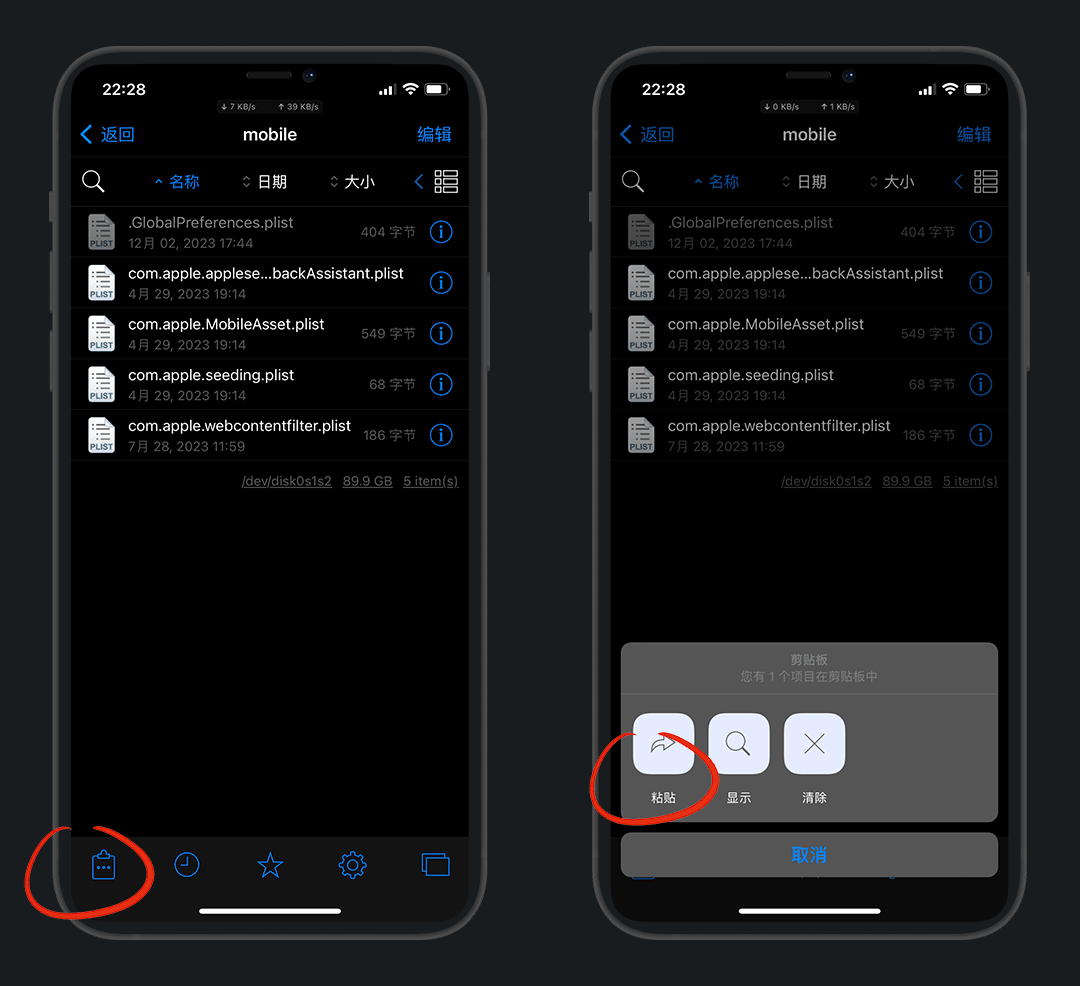 22:28
↓ 7 KB/s ↑ 39 KB/s
返回 mobile 编辑
名称 日期 大小
.GlobalPreferences.plist
12月 02, 2023 17:44
404 字节
PLIST
com.apple.applese...backAssistant.plist
4月 29, 2023 19:14
PLIST
com.apple.MobileAsset.plist
4月 29, 2023 19:14
549 字节
PLIST
com.apple.seeding.plist
4月 29, 2023 19:14
68 字节
PLIST
com.apple.webcontentfilter.plist
7月 28, 2023 11:59
186 字节
PLIST
/dev/disk0s1s2 89.9 GB 5 item(s)
22:28
↓ 0 KB/s ↑ 1 KB/s
返回 mobile 编辑
名称 日期 大小
.GlobalPreferences.plist
12月 02, 2023 17:44
404 字节
PLIST
com.apple.applese...backAssistant.plist
4月 29, 2023 19:14
PLIST
com.apple.MobileAsset.plist
4月 29, 2023 19:14
549 字节
PLIST
com.apple.seeding.plist
4月 29, 2023 19:14
68 字节
PLIST
com.apple.webcontentfilter.plist
7月 28, 2023 11:59
186 字节
PLIST
/dev/disk0s1s2 89.9 GB 5 item(s)
剪贴板
您有 1 个项目在剪贴板中
粘贴 显示 清除
取消